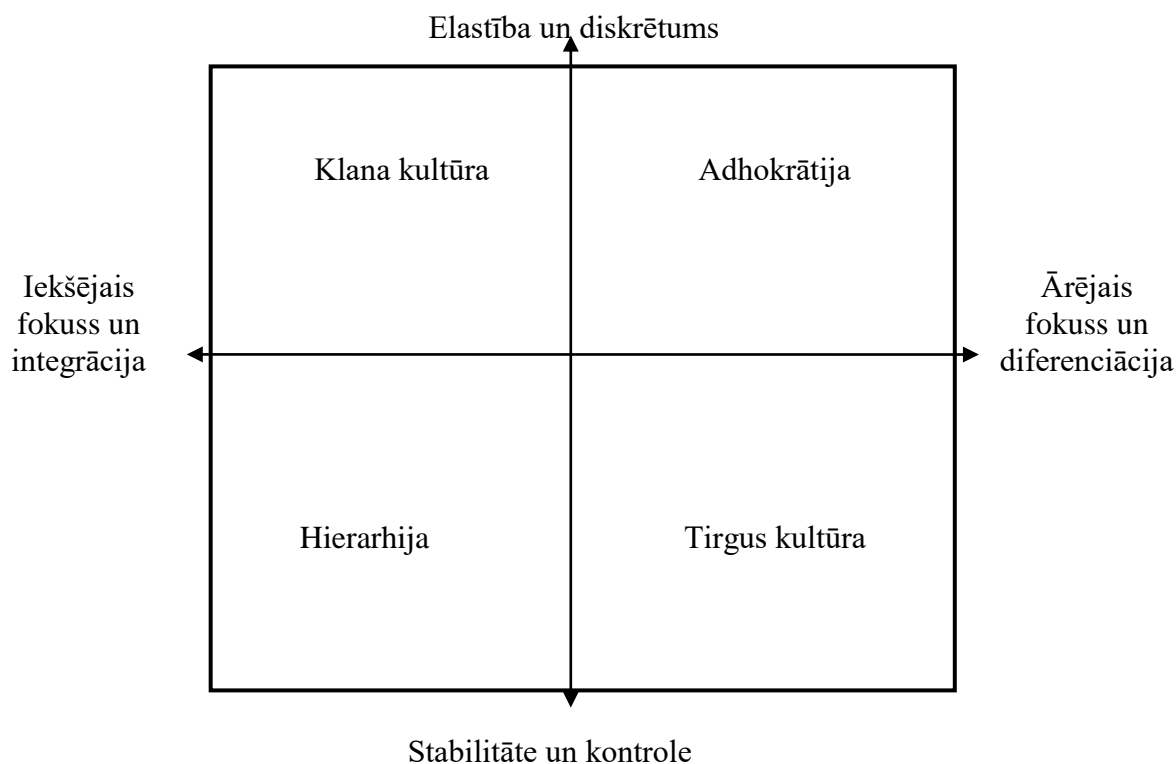 Elastība un diskrētums
Klana kultūra
Adhokrātija
Iekšējais
fokuss un
integrācija
Ārējais
fokuss un
diferenciācija
Hierarhija
Tirgus kultūra
Stabilitāte un kontrole